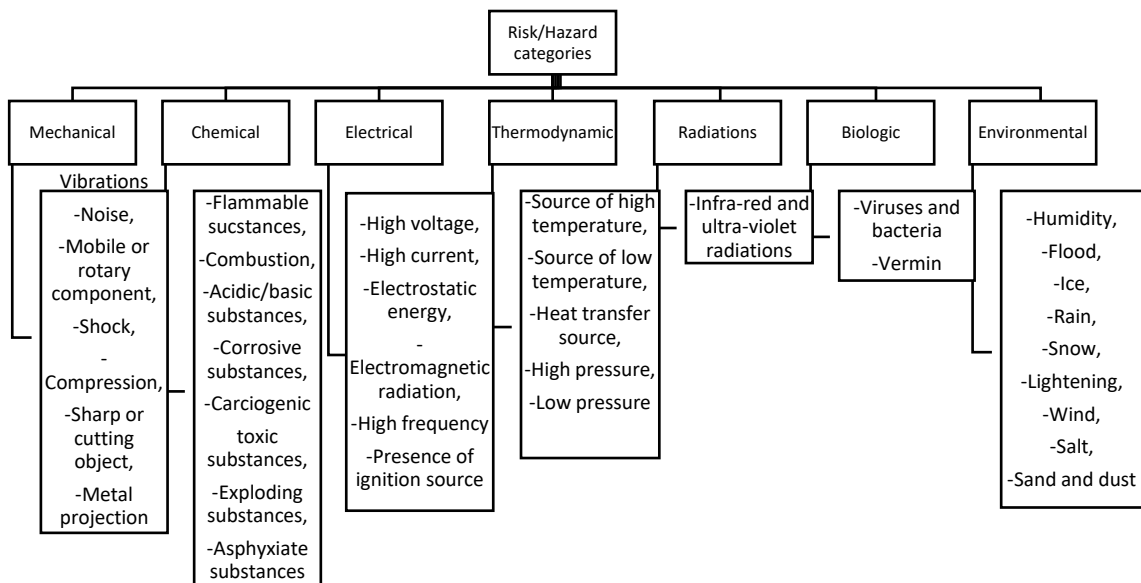 Risk/Hazard
categories
Mechanical
Chemical
Electrical
Thermodynamic
Radiations
Biologic
Environmental
Vibrations
-Noise,
-Mobile or
rotary
component,
-Shock,
-
Compression,
-Sharp or
cutting
object,
-Metal
projection
-Flammable
sucstances,
-Combustion,
-Acidic/basic
substances,
-Corrosive
substances,
-Carciogenic
toxic
substances,
-Exploding
substances,
-Asphyxiate
substances
-High voltage,
-High current,
-Electrostatic
energy,
-
Electromagnetic
radiation,
-High frequency
-Presence of
ignition source
-Source of high
temperature,
-Source of low
temperature,
-Heat transfer
source,
-High pressure,
-Low pressure
-Infra-red and
ultra-violet
radiations
-Viruses and
bacteria
-Vermin
-Humidity,
-Flood,
-Ice,
-Rain,
-Snow,
-Lightening,
-Wind,
-Salt,
-Sand and dust